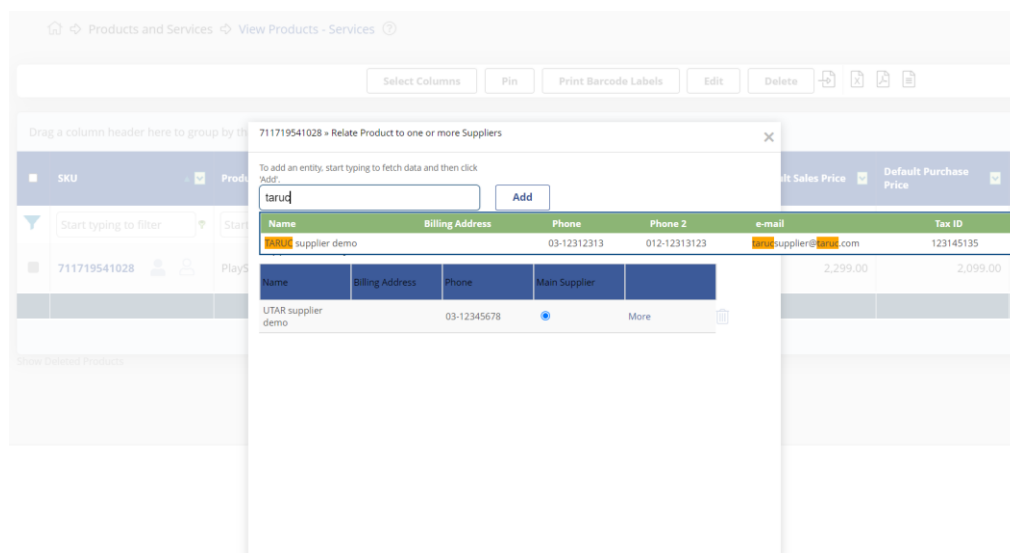 Products and Services View Products - Services
Select Columns Pin Print Barcode Labels Edit Delete
Drag a column header here to group by th
711719541028 » Relate Product to one or more Suppliers
To add an entity, start typing to fetch data and then click
'Add'.
taruc
Add
Name Billing Address Phone Phone 2 e-mail Tax ID
TARUC supplier demo 03-12312313 012-12313123 tarucsupplier@taruc.com 123145135
Name Billing Address Phone Main Supplier
UTAR supplier
demo 03-12345678 More
SKU Produ lt Sales Price Default Purchase
Price
Start typing to filter Start
711719541028 PlayS 2,299.00 2,099.00
Show Deleted Products